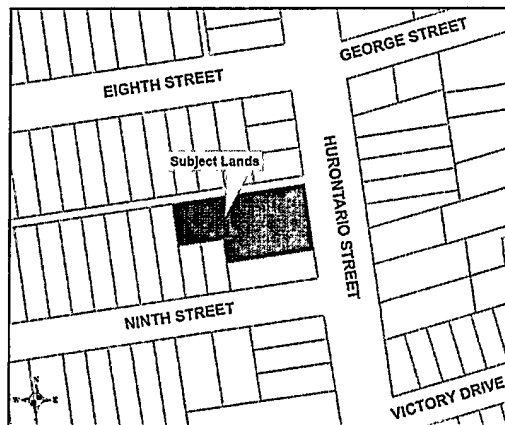 GEORGE STREET
EIGHTH STREET
Subject Lands
HURONTARIO STREET
NINTH STREET
VICTORY DRIVE
N
W
E
S